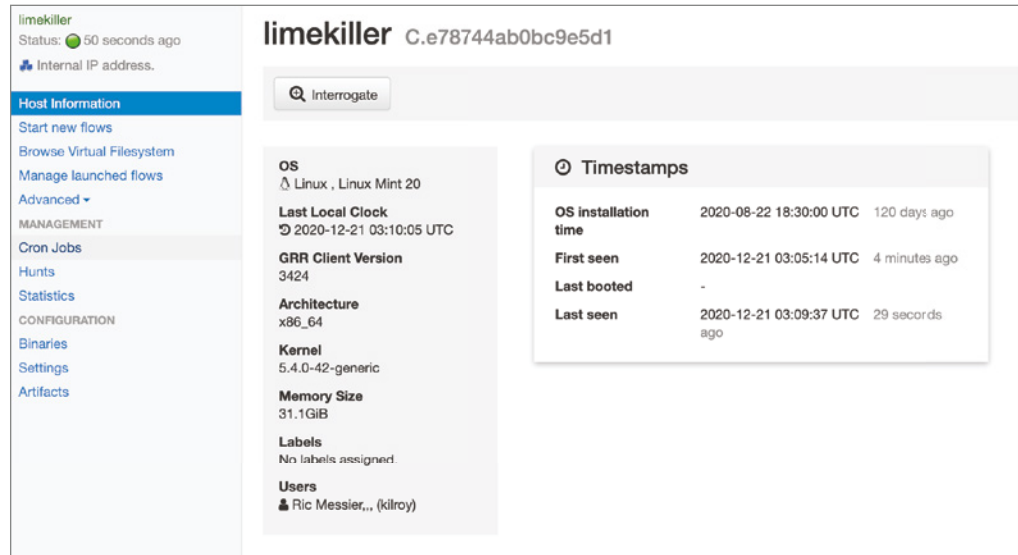 limekiller
Status: 50 seconds ago
Internal IP address.
Host Information
Start new flows
Browse Virtual Filesystem
Manage launched flows
Advanced
MANAGEMENT
Cron Jobs
Hunts
Statistics
CONFIGURATION
Binaries
Settings
Artifacts
limekiller C.e78744ab0bc9e5d1
Interrogate
OS
Linux , Linux Mint 20
Last Local Clock
2020-12-21 03:10:05 UTC
GRR Client Version
3424
Architecture
x86_64
Kernel
5.4.0-42-generic
Memory Size
31.1GiB
Labels
No labels assigned.
Users
Ric Messier,,, (kilroy)
Timestamps
OS installation 2020-08-22 18:30:00 UTC 120 days ago
time
First seen 2020-12-21 03:05:14 UTC 4 minutes ago
Last booted -
Last seen 2020-12-21 03:09:37 UTC 29 seconds
ago